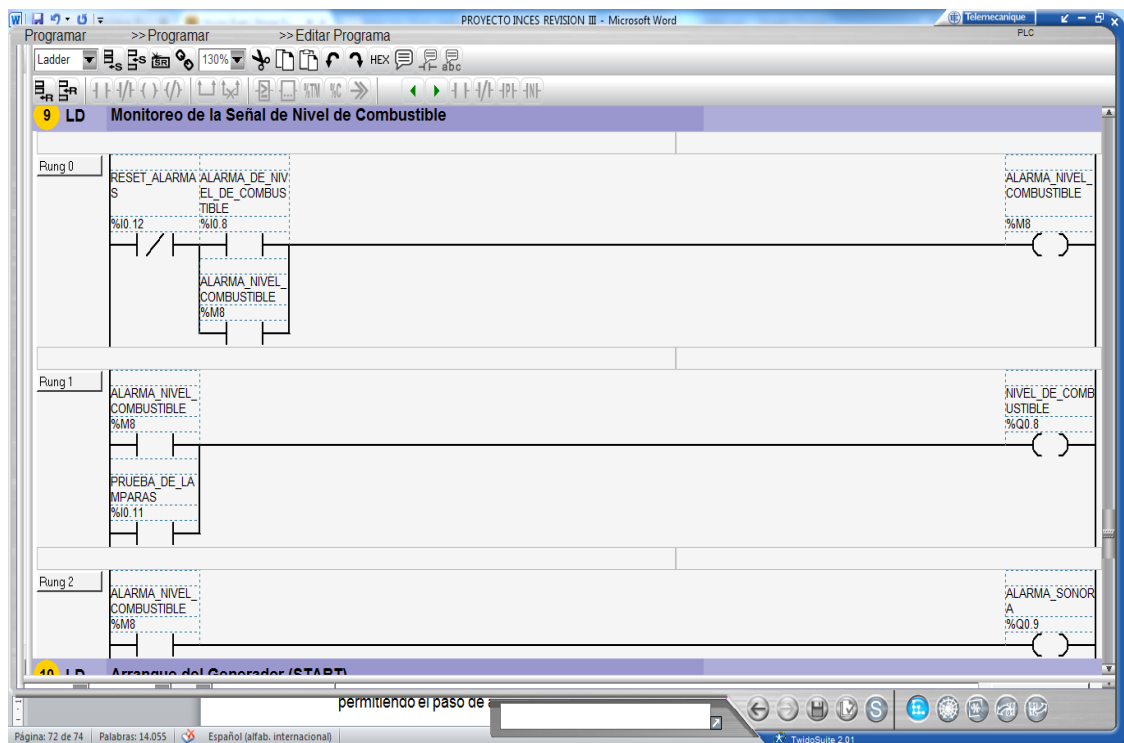 PROYECTO INCES REVISION III - Microsoft Word
Telemecanique
Programar >> Programar >> Editar Programa
PLC
Ladder
130%
HEX
9 LD Monitoreo de la Señal de Nivel de Combustible
Rung 0
RESET_ALARMA
S
%I0.12
ALARMA_DE_NIV
EL_DE_COMBUS
TIBLE
%I0.8
ALARMA_NIVEL_
COMBUSTIBLE
%M8
ALARMA_NIVEL_
COMBUSTIBLE
%M8
Rung 1
ALARMA_NIVEL_
COMBUSTIBLE
%M8
NIVEL_DE_COMB
USTIBLE
%Q0.8
PRUEBA_DE_LA
MPARAS
%I0.11
Rung 2
ALARMA_NIVEL_
COMBUSTIBLE
%M8
ALARMA_SONOR
A
%Q0.9
10 LD Arranque del Generador (START)
permitiendo el paso de
Página: 72 de 74 Palabras: 14.055 Español (alfab. internacional)
TwidoSuite 2.01